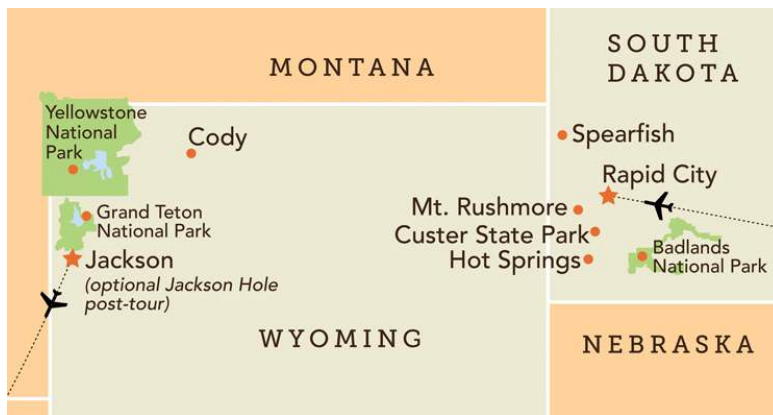 MONTANA
SOUTH
DAKOTA
Yellowstone
National
Park
Cody
Spearfish
Rapid City
Grand Teton
National Park
Mt. Rushmore
Custer State Park
Hot Springs
Badlands
National Park
Jackson
(optional Jackson Hole
post-tour)
WYOMING
NEBRASKA